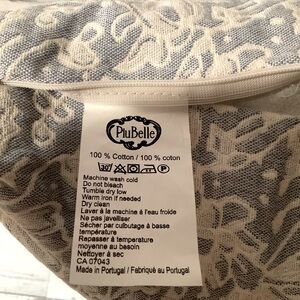 PiuBelle
100 % Cotton / 100 % coton
Machine wash cold
Do not bleach
Tumble dry low
Warm iron if needed
Dry clean
Laver à la machine à l'eau froide
Ne pas javelliser
Sécher par culbutage à basse
température
Repasser à température
moyenne au besoin
Nettoyer à sec
CA 07043
Made in Portugal / Fabriqué au Portugal